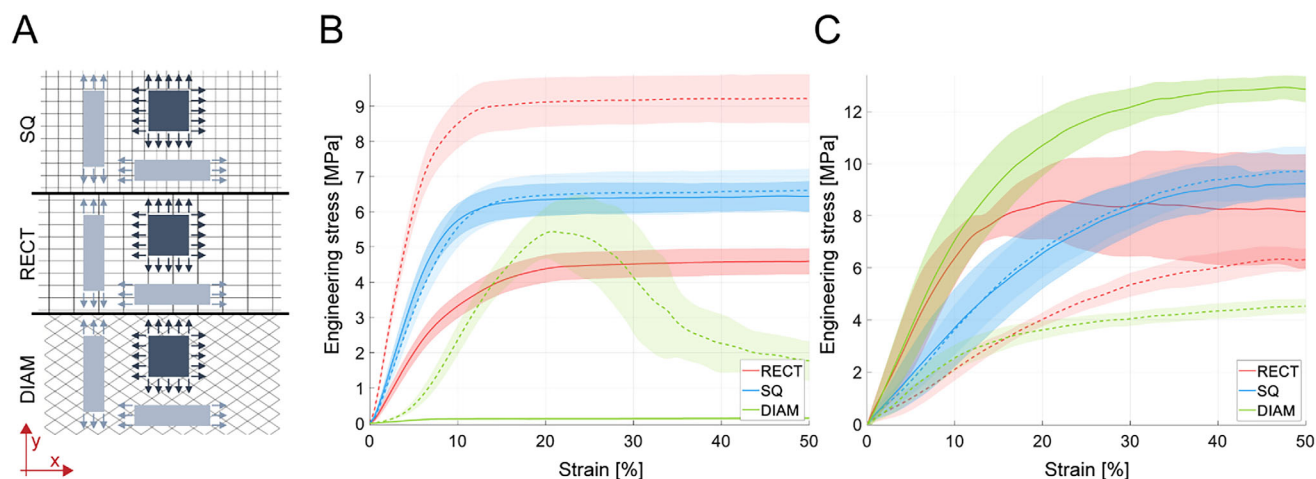 A
SQ
RECT
DIAM
y
x
B
Engineering stress [MPa]
9
8
7
6
5
4
3
2
1
0
0 10 20 30 40 50
Strain [%]
RECT
SQ
DIAM
C
Engineering stress [MPa]
12
10
8
6
4
2
0
0 10 20 30 40 50
Strain [%]
RECT
SQ
DIAM